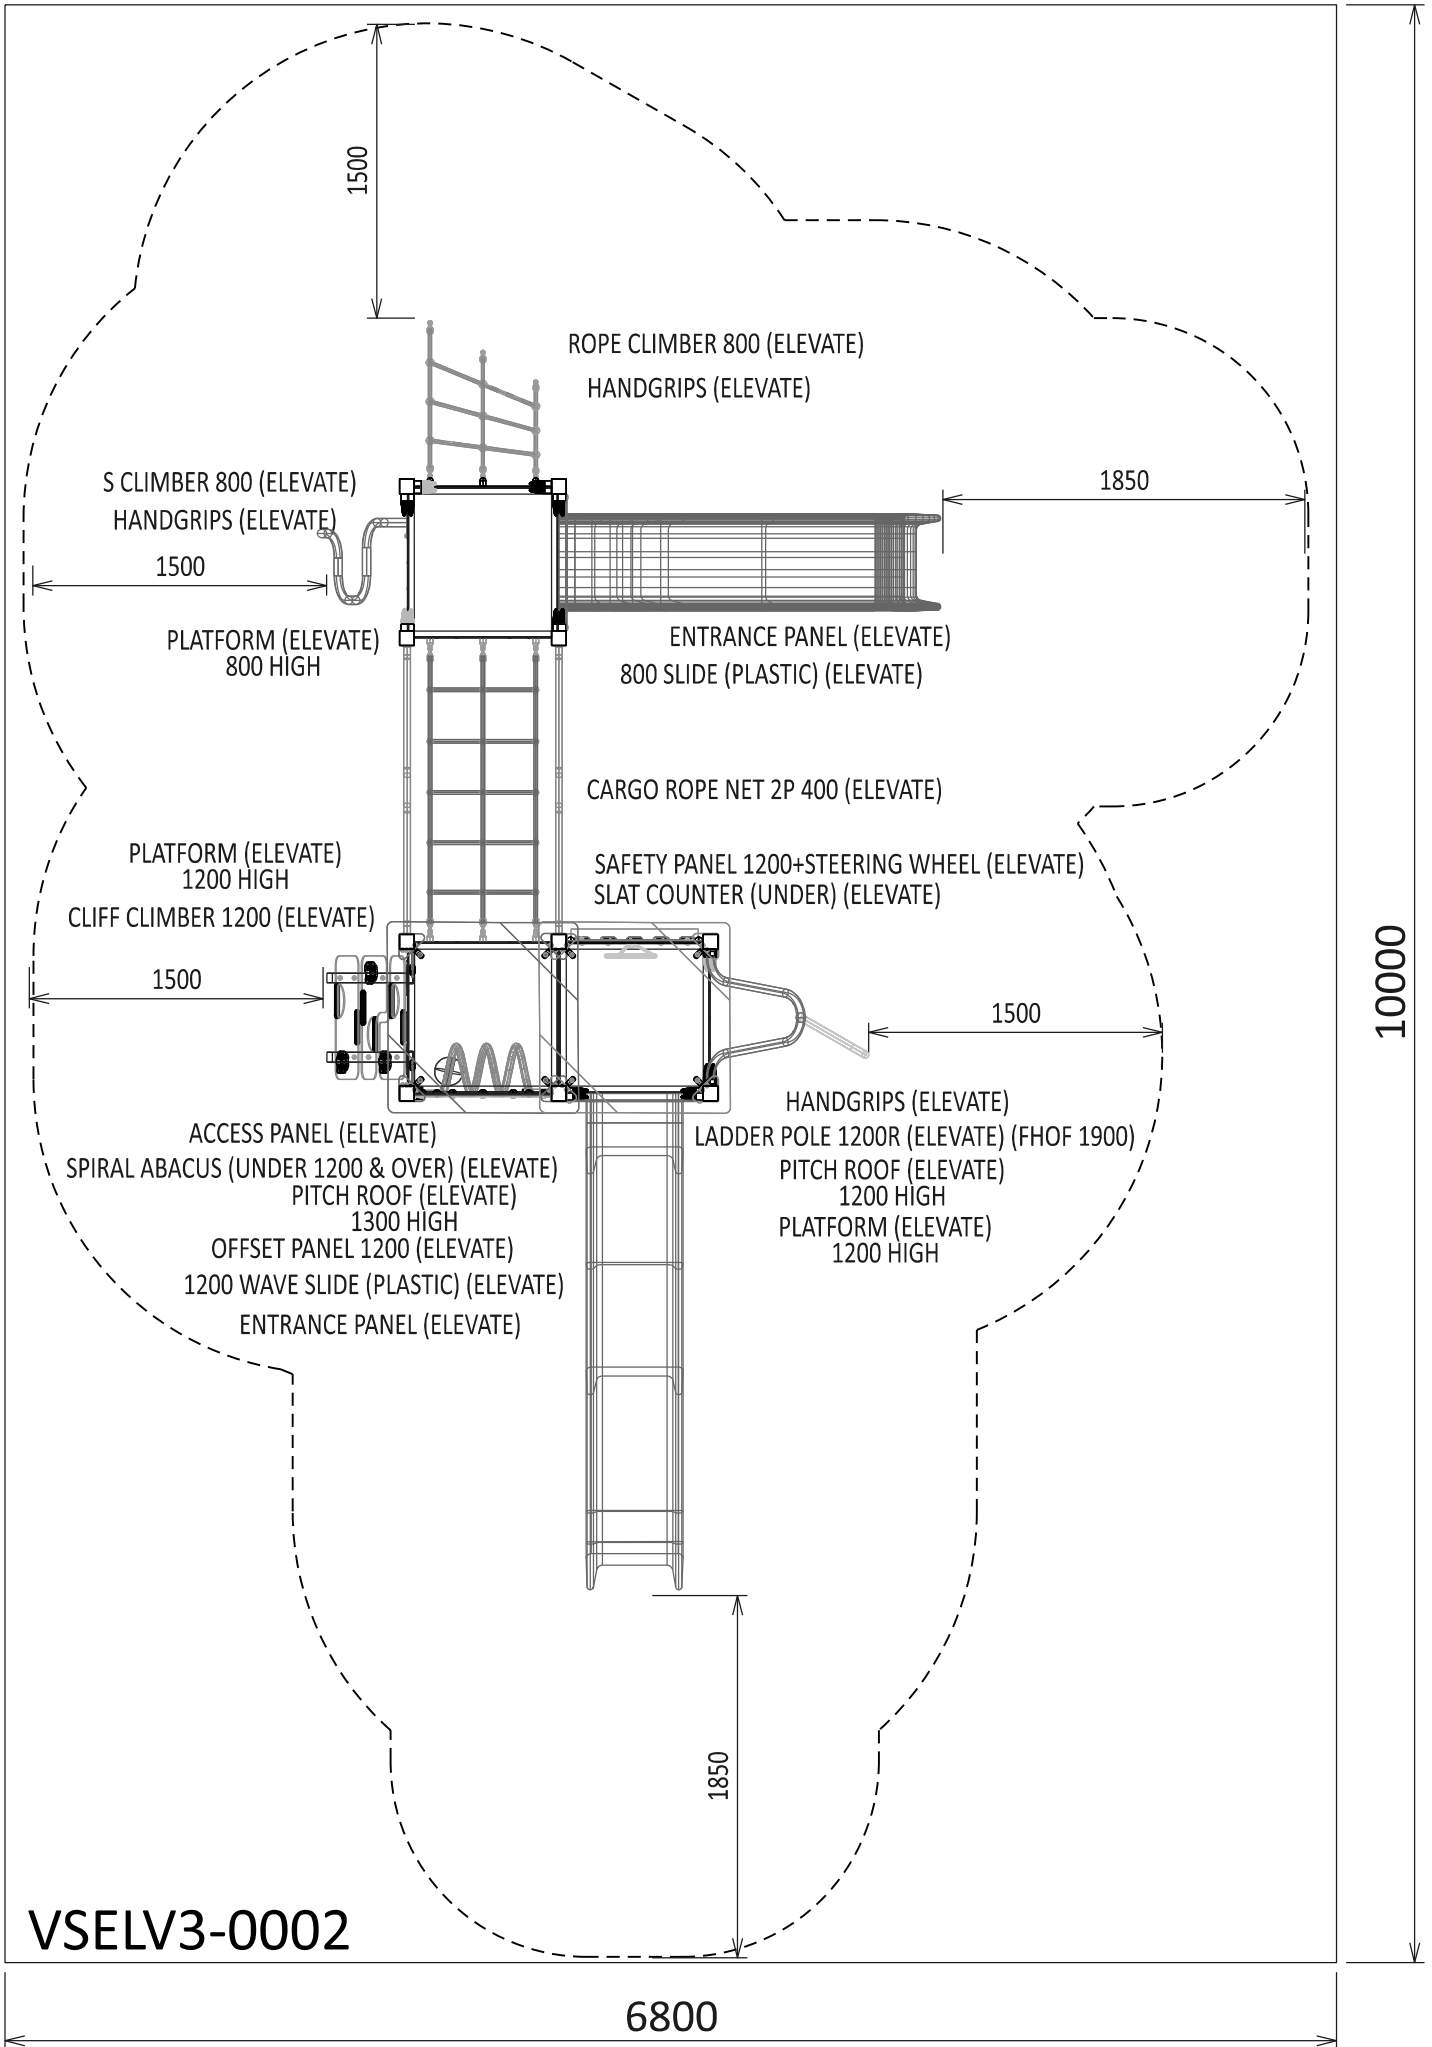 1500
ROPE CLIMBER 800 (ELEVATE)
HANDGRIPS (ELEVATE)
S CLIMBER 800 (ELEVATE)
HANDGRIPS (ELEVATE)
1500
1850
PLATFORM (ELEVATE)
800 HIGH
ENTRANCE PANEL (ELEVATE)
800 SLIDE (PLASTIC) (ELEVATE)
CARGO ROPE NET 2P 400 (ELEVATE)
PLATFORM (ELEVATE)
1200 HIGH
CLIFF CLIMBER 1200 (ELEVATE)
SAFETY PANEL 1200+STEERING WHEEL (ELEVATE)
SLAT COUNTER (UNDER) (ELEVATE)
1500
1500
10000
ACCESS PANEL (ELEVATE)
SPIRAL ABACUS (UNDER 1200 & OVER) (ELEVATE)
PITCH ROOF (ELEVATE)
1300 HIGH
OFFSET PANEL 1200 (ELEVATE)
1200 WAVE SLIDE (PLASTIC) (ELEVATE)
ENTRANCE PANEL (ELEVATE)
HANDGRIPS (ELEVATE)
LADDER POLE 1200R (ELEVATE) (FHOF 1900)
PITCH ROOF (ELEVATE)
1200 HIGH
PLATFORM (ELEVATE)
1200 HIGH
1850
VSELV3-0002
6800